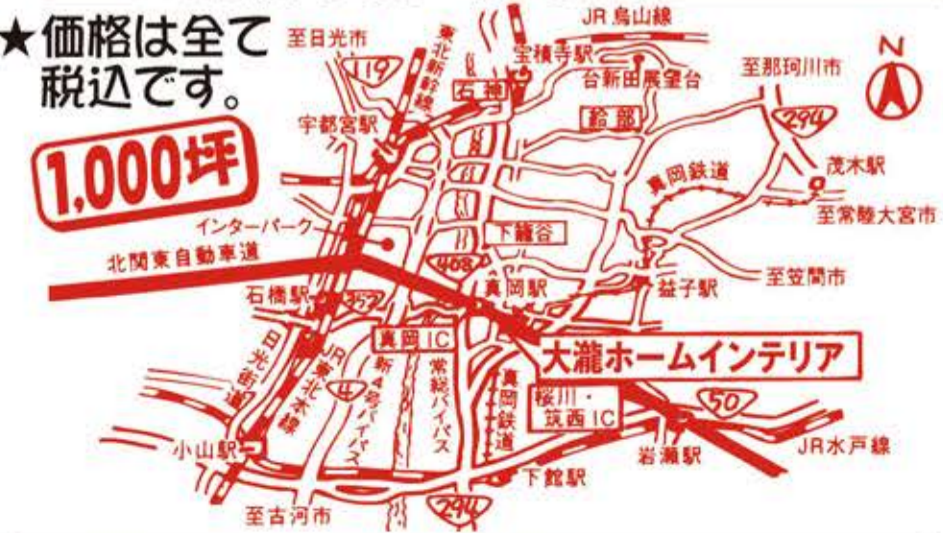 ★価格は全て
税込です。
1,000坪
至日光市
119
東北新幹線
石神
宝積寺駅
JR烏山線
台新田展望台
至那珂川市
N
294
宇都宮駅
鈴部
真岡鉄道
茂木駅
至常陸大宮市
インターパーク
下籠谷
北関東自動車道
408
石橋駅
352
真岡駅
益子駅
至笠間市
真岡IC
大瀧ホームインテリア
日光街道
JR東北本線
4
新4号バイパス
常総バイパス
真岡鉄道
桜川・
筑西IC
50
小山駅
岩瀬駅
JR水戸線
下館駅
至古河市
294